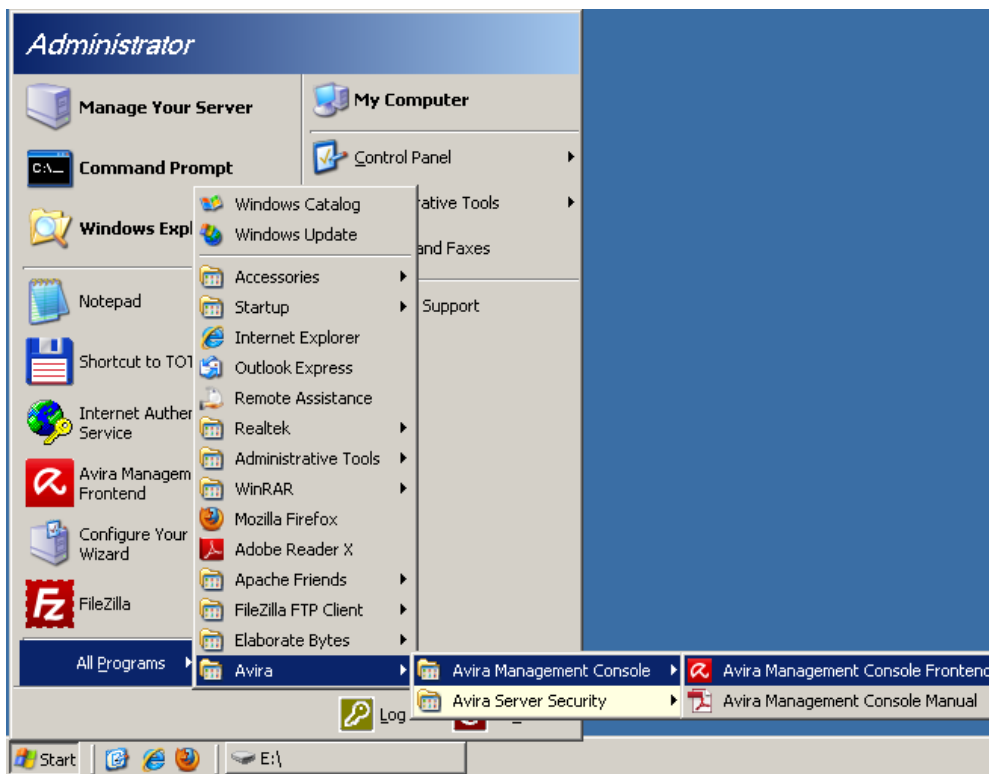 Administrator
Manage Your Server
Command Prompt
Windows Expl
Notepad
Shortcut to TOT
Internet Auther
Service
Avira Managem
Frontend
Configure Your
Wizard
FileZilla
All Programs
My Computer
Control Panel
ative Tools
and Faxes
Support
Windows Catalog
Windows Update
Accessories
Startup
Internet Explorer
Outlook Express
Remote Assistance
Realtek
Administrative Tools
WinRAR
Mozilla Firefox
Adobe Reader X
Apache Friends
FileZilla FTP Client
Elaborate Bytes
Avira
Avira Management Console
Avira Server Security
Avira Management Console Frontend
Avira Management Console Manual
Log
Start
E:\